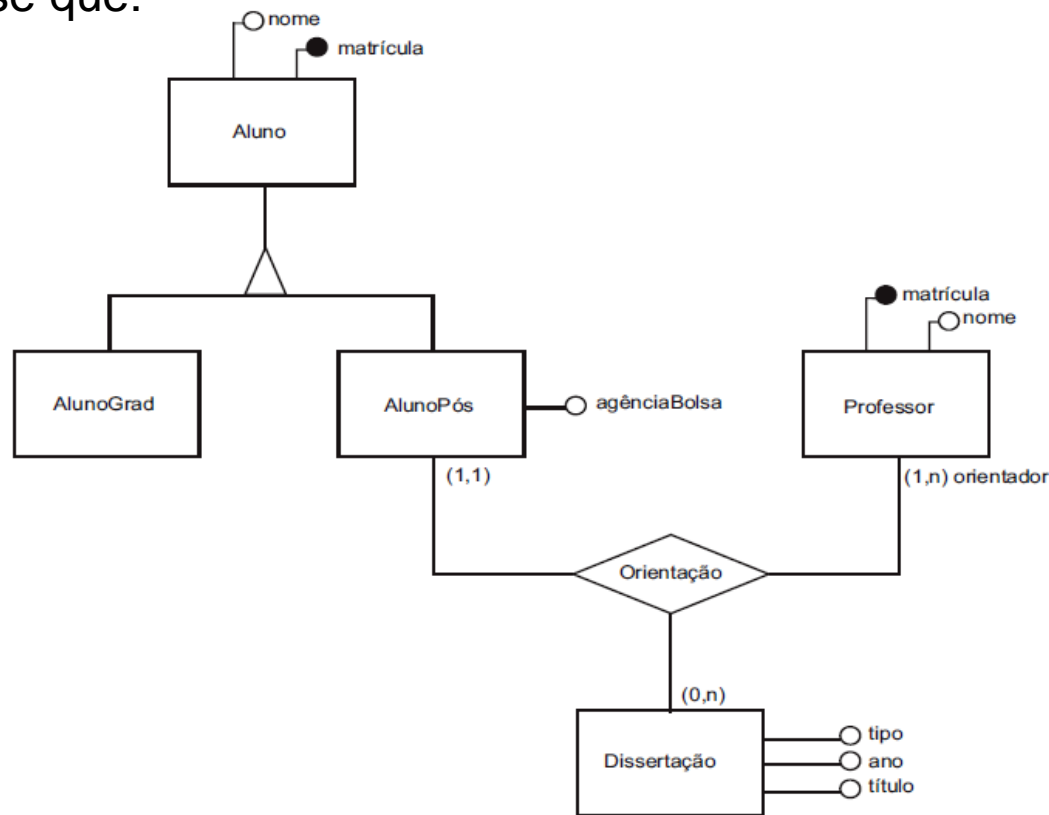 se que:
nome
matrícula
Aluno
matrícula
nome
AlunoGrad
AlunoPós
agênciaBolsa
Professor
(1,1)
(1,n) orientador
Orientação
(0,n)
tipo
Dissertação
ano
título